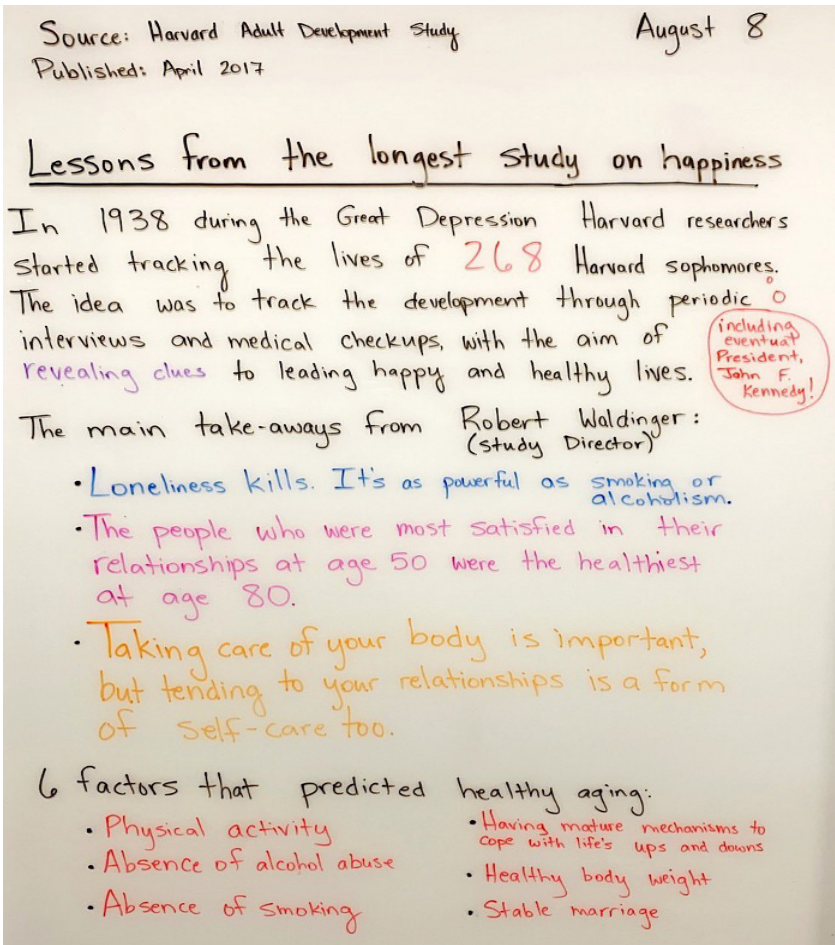 Source: Harvard Adult Development Study
August 8
Published: April 2017
Lessons from the longest study on happiness
In 1938 during the Great Depression Harvard researchers
started tracking the lives of 268 Harvard sophomores.
The idea was to track the development through periodic
interviews and medical checkups, with the aim of
revealing clues to leading happy and healthy lives.
including
eventual
President,
John F.
Kennedy!
The main take-aways from Robert Waldinger:
(Study Director)
• Loneliness kills. It's as powerful as smoking or
alcoholism.
• The people who were most satisfied in their
relationships at age 50 were the healthiest
at age 80.
• Taking care of your body is important,
but tending to your relationships is a form
of self-care too.
6 factors that predicted healthy aging:
• Physical activity
• Absence of alcohol abuse
• Absence of smoking
• Having mature mechanisms to
cope with life's ups and downs
• Healthy body weight
• Stable marriage